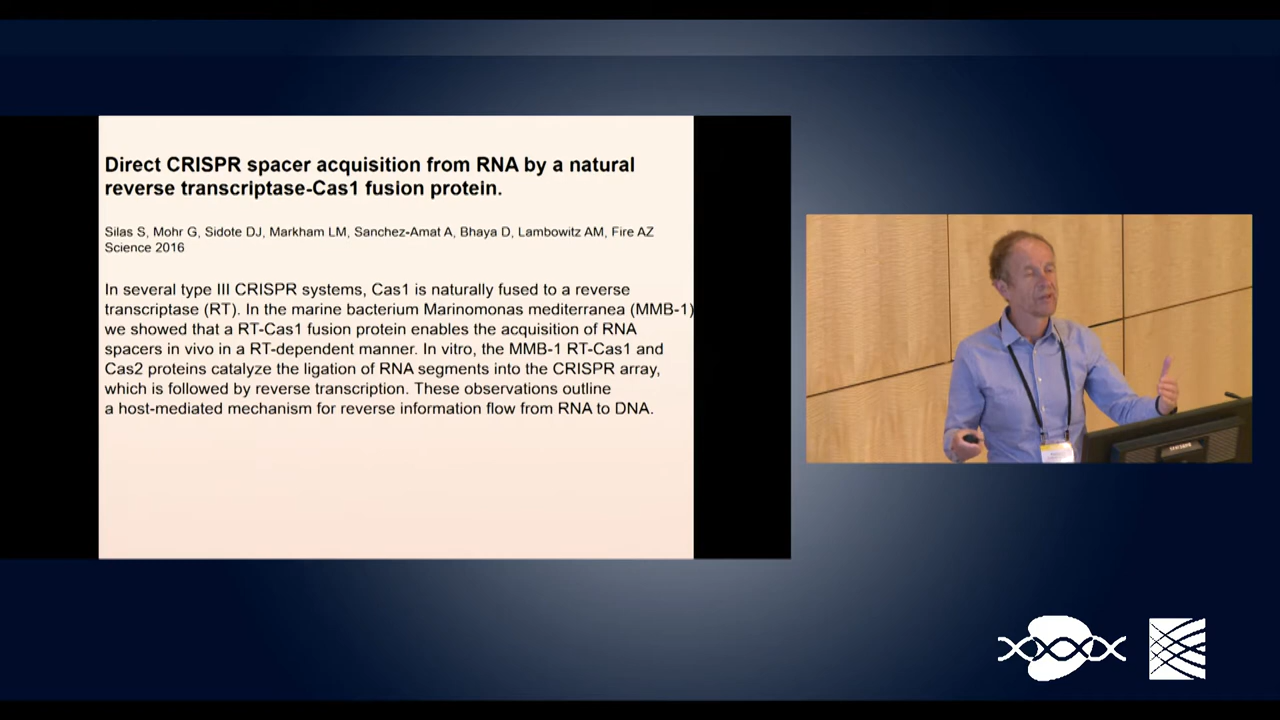 Direct CRISPR spacer acquisition from RNA by a natural
reverse transcriptase-Cas1 fusion protein.
Silas S, Mohr G, Sidote DJ, Markham LM, Sanchez-Amat A, Bhaya D, Lambowitz AM, Fire AZ
Science 2016
In several type III CRISPR systems, Cas1 is naturally fused to a reverse
transcriptase (RT). In the marine bacterium Marinomonas mediterranea (MMB-1)
we showed that a RT-Cas1 fusion protein enables the acquisition of RNA
spacers in vivo in a RT-dependent manner. In vitro, the MMB-1 RT-Cas1 and
Cas2 proteins catalyze the ligation of RNA segments into the CRISPR array,
which is followed by reverse transcription. These observations outline
a host-mediated mechanism for reverse information flow from RNA to DNA.